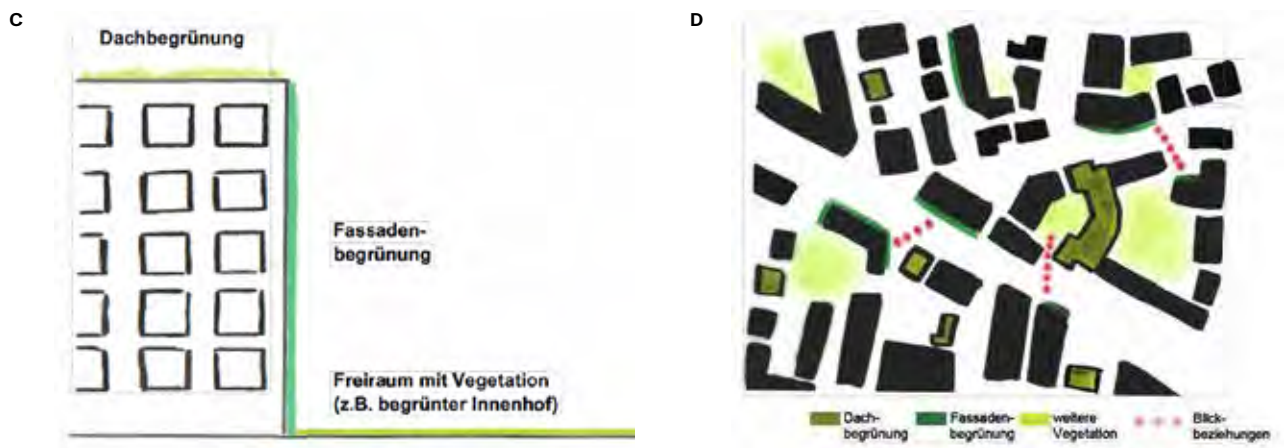 C
Dachbegrünung
Fassaden-
begrünung
Freiraum mit Vegetation
(z.B. begrünter Innenhof)
D
Dach-
begrünung
Fassaden-
begrünung
weitere
Vegetation
Blick-
beziehungen